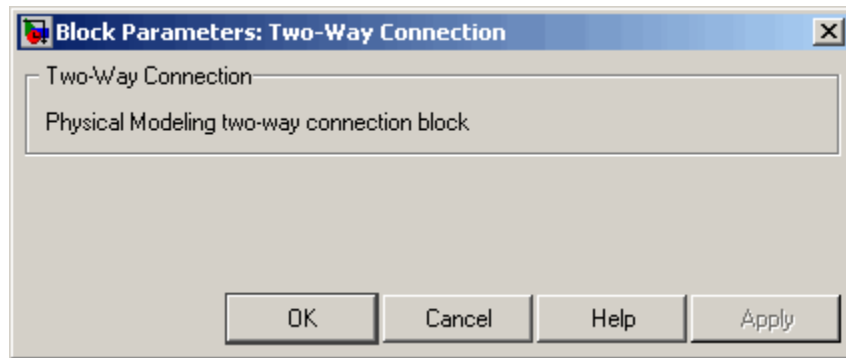 Block Parameters: Two-Way Connection
Two-Way Connection
Physical Modeling two-way connection block
OK Cancel Help Apply